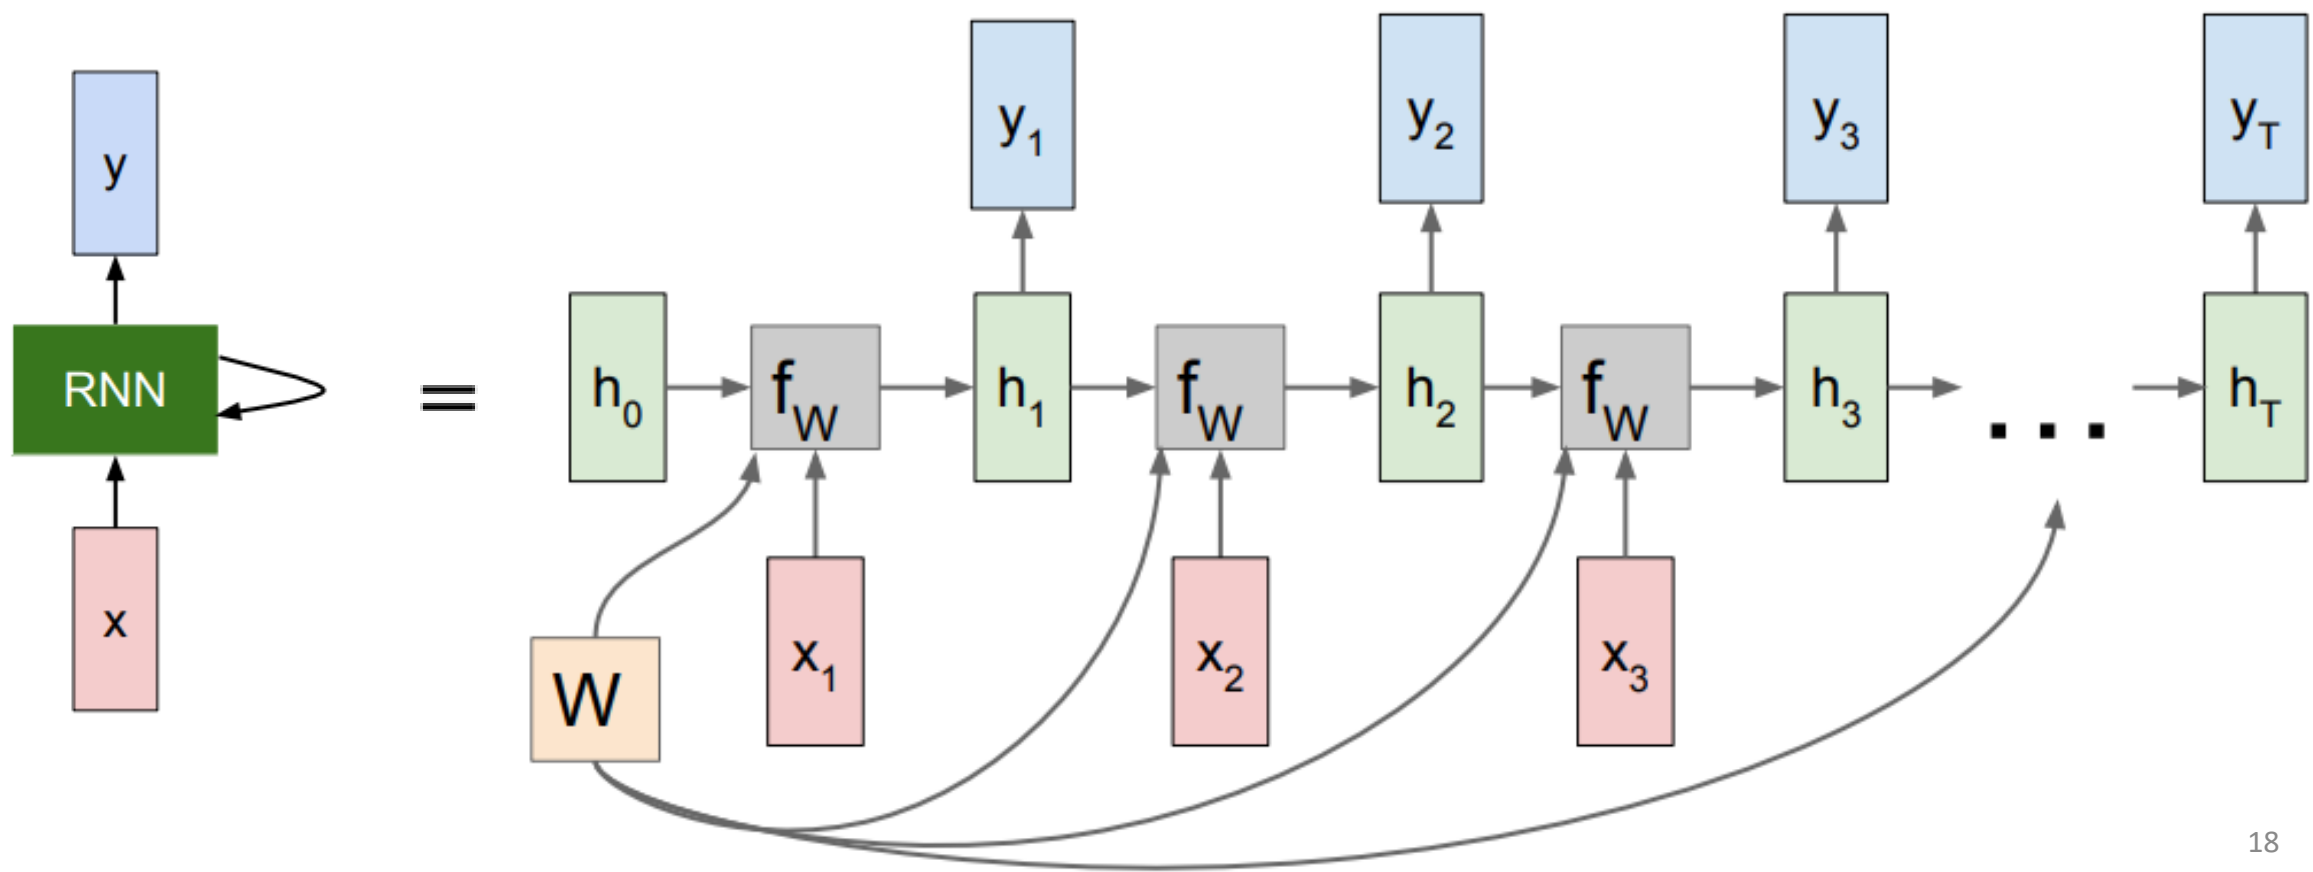 y
RNN
x
=
y1 y2 y3 yT
h0 fW h1 fW h2 fW h3 ... hT
W x1 x2 x3
18